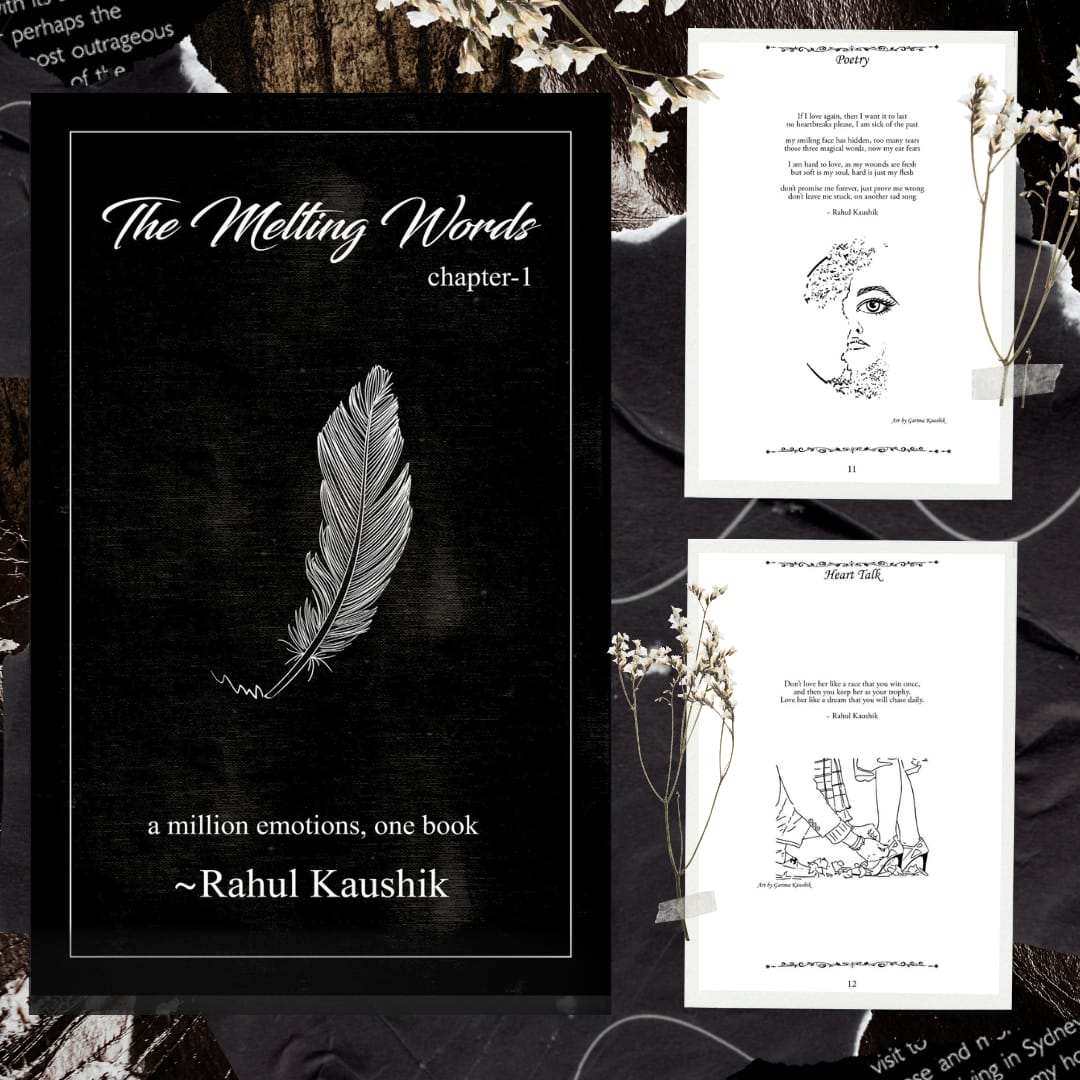 with its
perhaps the
most outrageous
of the
The Melting Words
chapter-1
a million emotions, one book
~Rahul Kaushik
Poetry
If I love again, then I want it to last
no heartbreaks please, I am sick of the past
my smiling face has hidden, too many tears
those three magical words, now my ear fears
I am hard to love, as my wounds are fresh
but soft is my soul, hard is just my flesh
don't promise me forever, just prove me wrong
don't leave me stuck, on another sad song
~ Rahul Kaushik
Art by Garima Kaushik
11
Heart Talk
Don't love her like a race that you win once,
and then you keep her as your trophy.
Love her like a dream that you will chase daily.
~ Rahul Kaushik
Art by Garima Kaushik
12
visit to
and
in Sydney
my